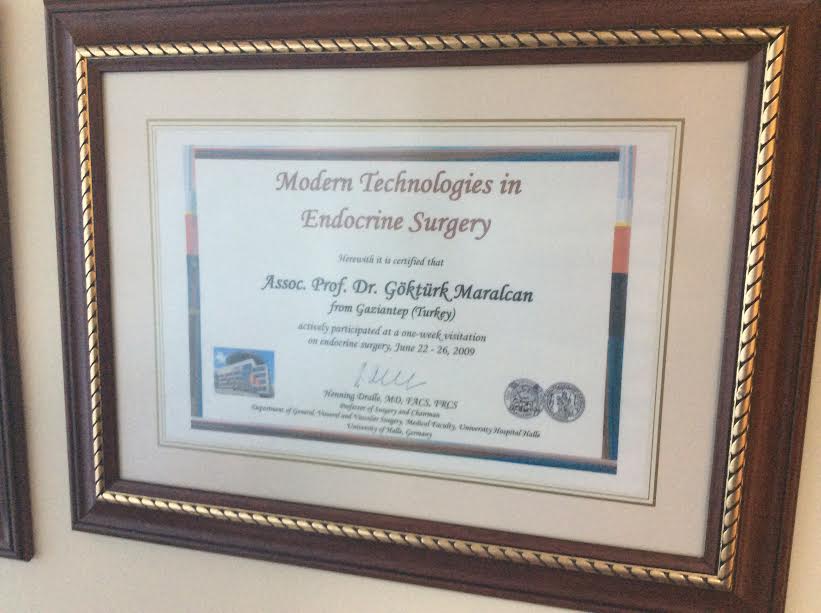 Modern Technologies in
Endocrine Surgery
Herewith it is certified that
Assoc. Prof. Dr. Göktürk Maralcan
from Gaziantep (Turkey)
actively participated at a one-week visitation
on endocrine surgery, June 22 - 26, 2009
Henning Dralle, MD, FACS, FRCS
Professor of Surgery and Chairman
Department of General, Visceral and Vascular Surgery, Medical Faculty, University Hospital Halle
University of Halle, Germany